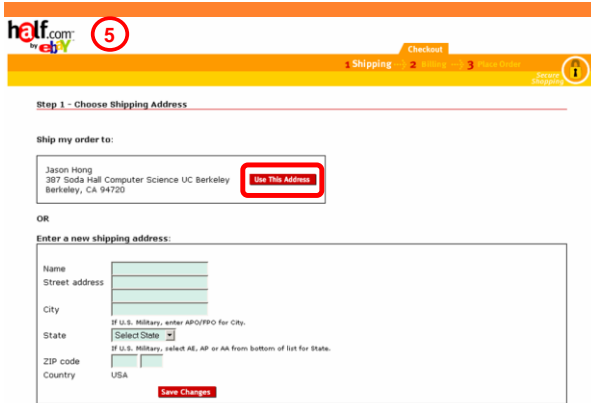 half.com
by ebY
5
Checkout
1 Shipping 2 Billing 3 Place Order
Secure
Shopping
Step 1 - Choose Shipping Address
Ship my order to:
Jason Hong
387 Soda Hall Computer Science UC Berkeley
Berkeley, CA 94720
Use This Address
OR
Enter a new shipping address:
Name
Street address
City
If U.S. Military, enter APO/FPO for City.
State
Select State
If U.S. Military, select AE, AP or AA from bottom of list for State.
ZIP code
Country
USA
Save Changes